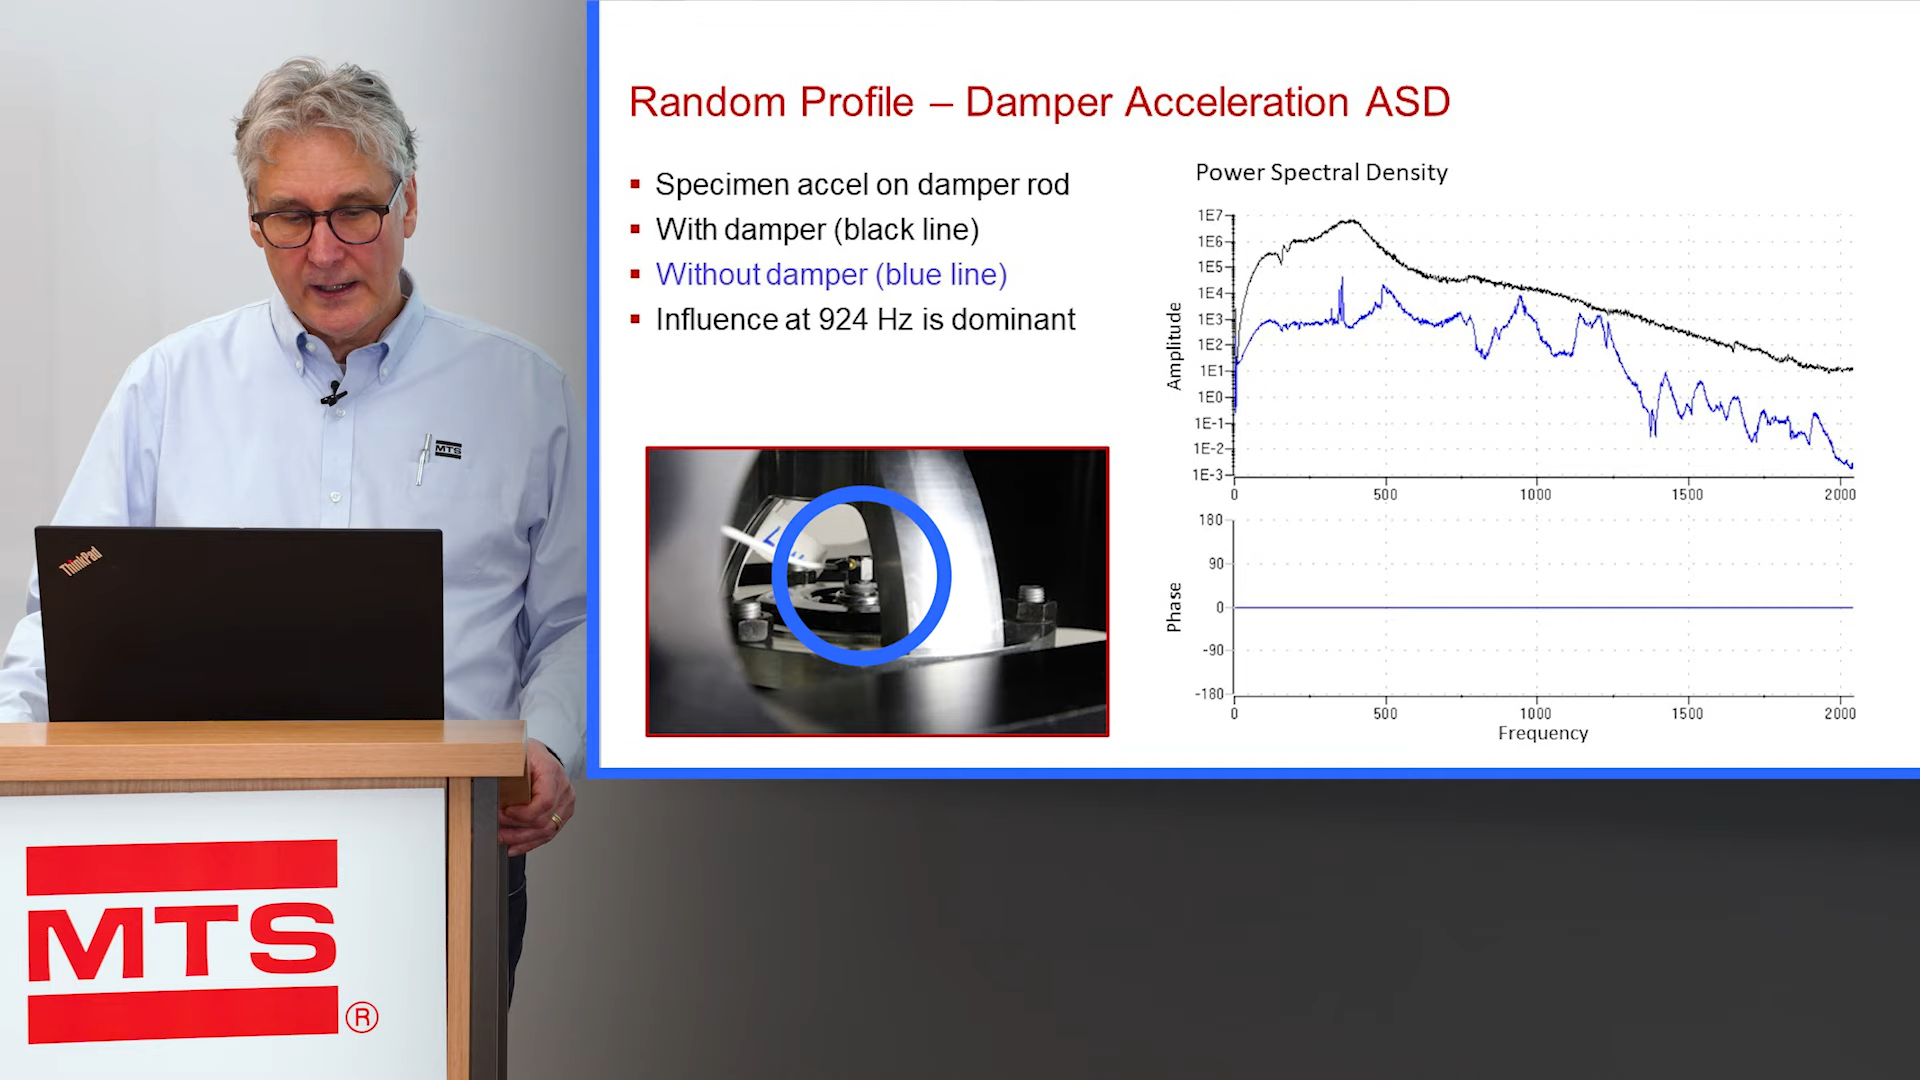 Random Profile – Damper Acceleration ASD
Specimen accel on damper rod
With damper (black line)
Without damper (blue line)
Influence at 924 Hz is dominant
Power Spectral Density
Amplitude
1E7
1E6
1E5
1E4
1E3
1E2
1E1
1E0
1E-1
1E-2
1E-3
0 500 1000 1500 2000
Phase
180
90
0
-90
-180
0 500 1000 1500 2000
Frequency
MTS
ThinkPad
MTS
®